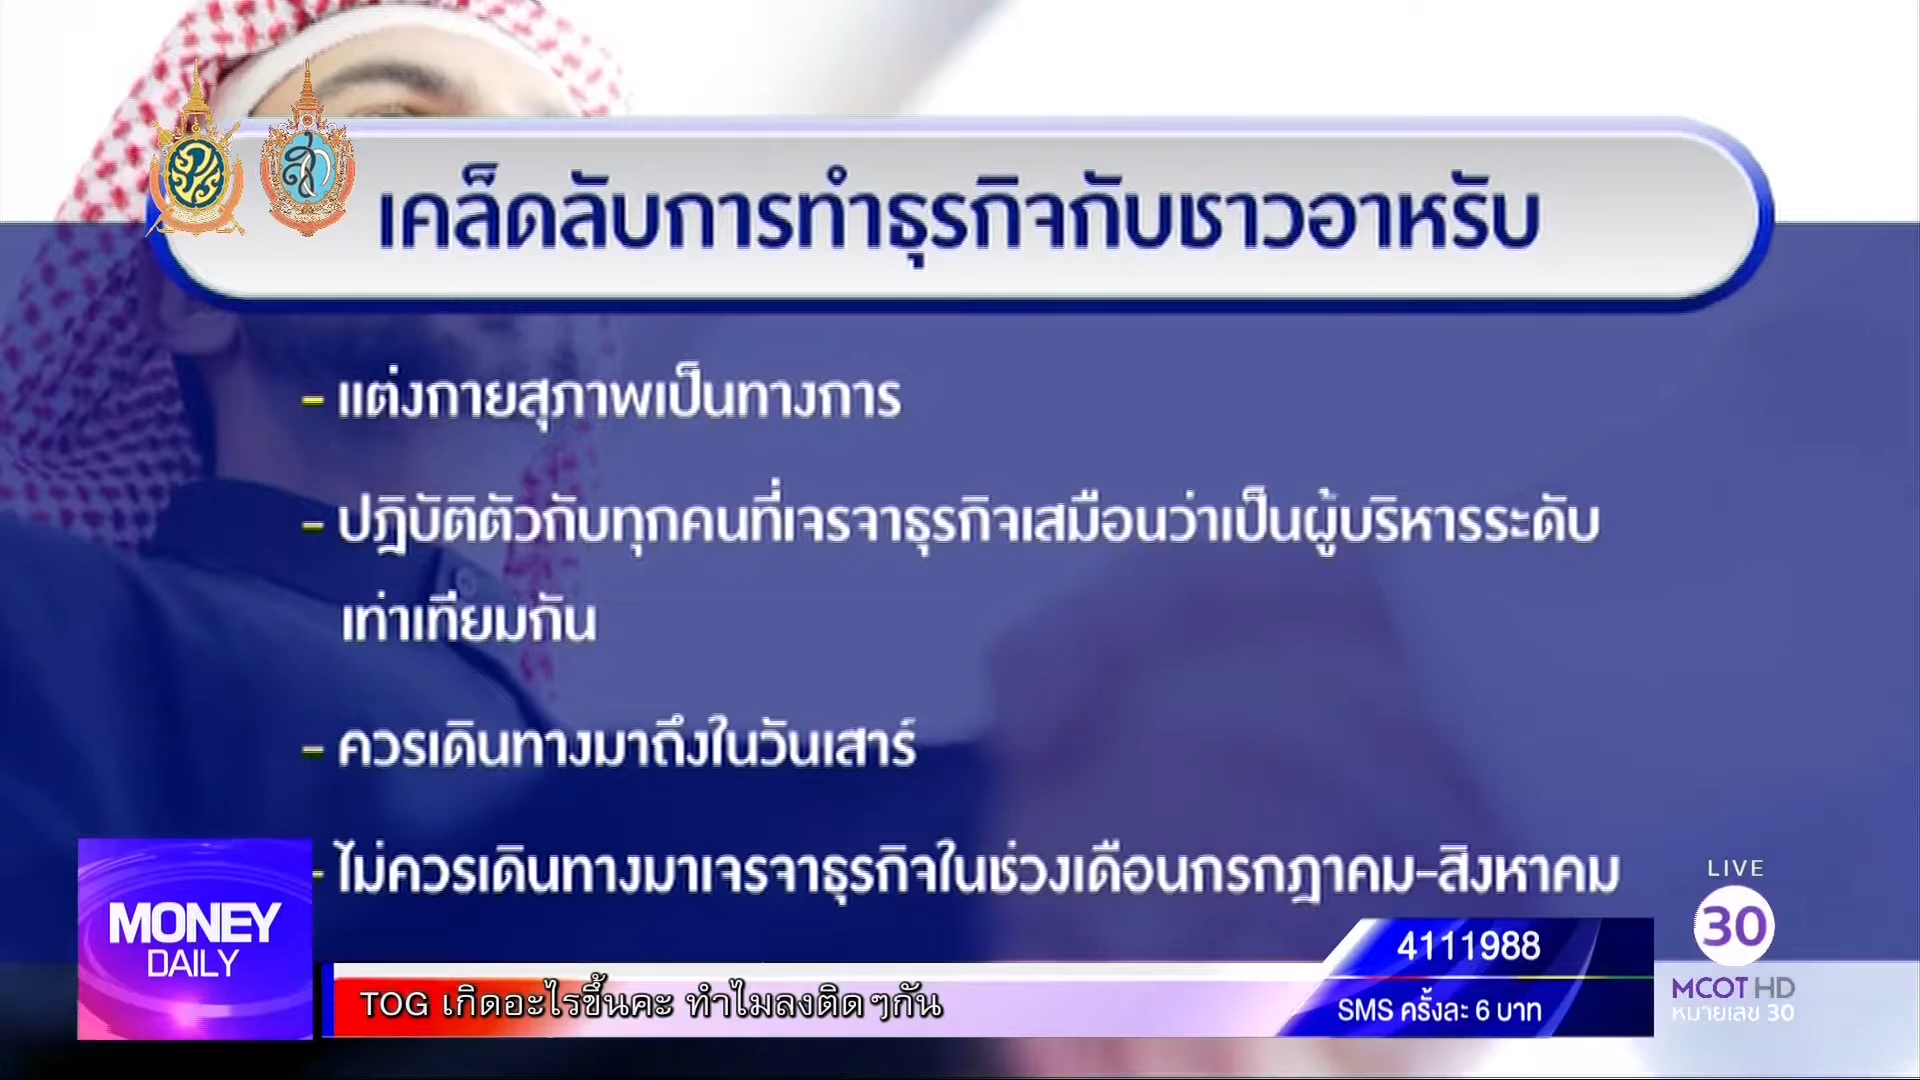 เคล็ดลับการทำธุรกิจกับชาวอาหรับ
- แต่งกายสุภาพเป็นทางการ
- ปฏิบัติตัวกับทุกคนที่เจรจาธุรกิจเสมือนว่าเป็นผู้บริหารระดับ
เท่าเทียมกัน
- ควรเดินทางมาถึงในวันเสาร์
- ไม่ควรเดินทางมาเจรจาธุรกิจในช่วงเดือนกรกฎาคม-สิงหาคม
MONEY
DAILY
TOG เกิดอะไรขึ้นคะ ทำไมลงติดๆกัน
4111988
SMS ครั้งละ 6 บาท
LIVE
30
MCOT HD
หมายเลข 30